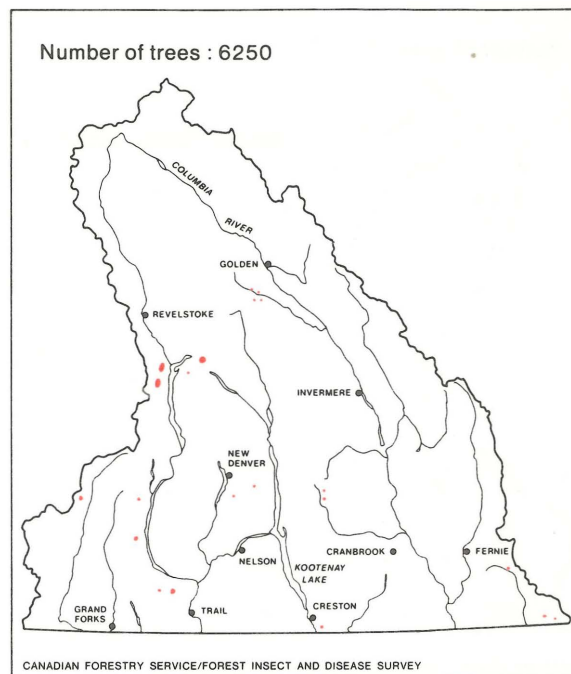 Number of trees : 6250
COLUMBIA
RIVER
GOLDEN
REVELSTOKE
INVERMERE
NEW
DENVER
NELSON
KOOTENAY
LAKE
CRANBROOK
FERNIE
GRAND
FORKS
TRAIL
CRESTON
CANADIAN FORESTRY SERVICE/FOREST INSECT AND DISEASE SURVEY